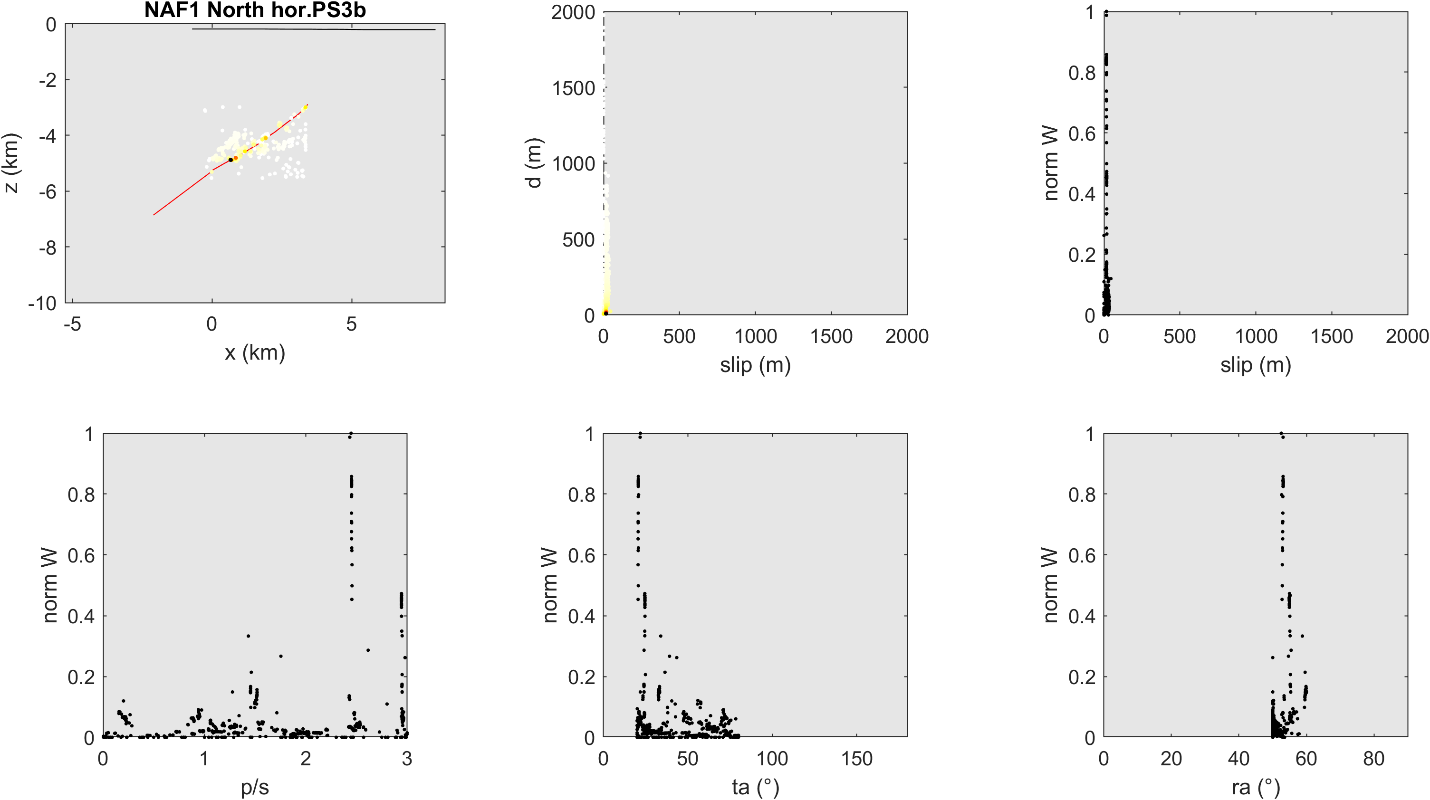 NAF1 North hor.PS3b
0
-2
-4
-6
-8
-10
z (km)
-5 0 5
x (km)
2000
1500
1000
500
0
d (m)
0 500 1000 1500 2000
slip (m)
1
0.8
0.6
0.4
0.2
0
norm W
0 500 1000 1500 2000
slip (m)
1
0.8
0.6
0.4
0.2
0
norm W
0 1 2 3
p/s
1
0.8
0.6
0.4
0.2
0
norm W
0 50 100 150
ta (°)
1
0.8
0.6
0.4
0.2
0
norm W
0 20 40 60 80
ra (°)